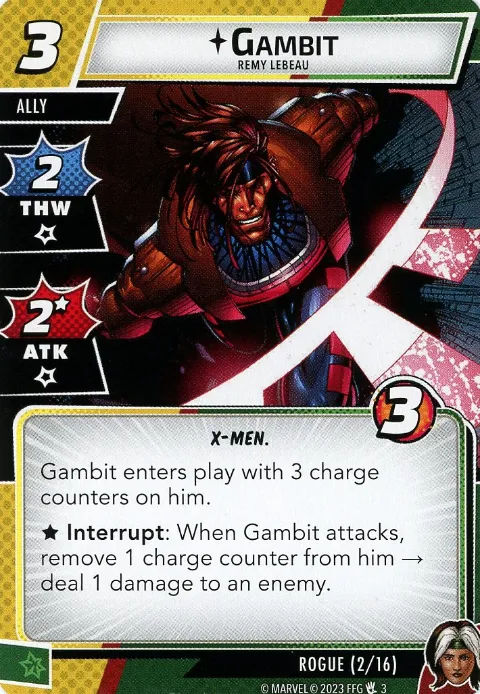 3
GAMBIT
REMY LEBEAU
ALLY
2
THW
2
ATK
3
X-MEN.
Gambit enters play with 3 charge
counters on him.
★ Interrupt: When Gambit attacks,
remove 1 charge counter from him →
deal 1 damage to an enemy.
ROGUE (2/16)
© MARVEL © 2023 FFG 3